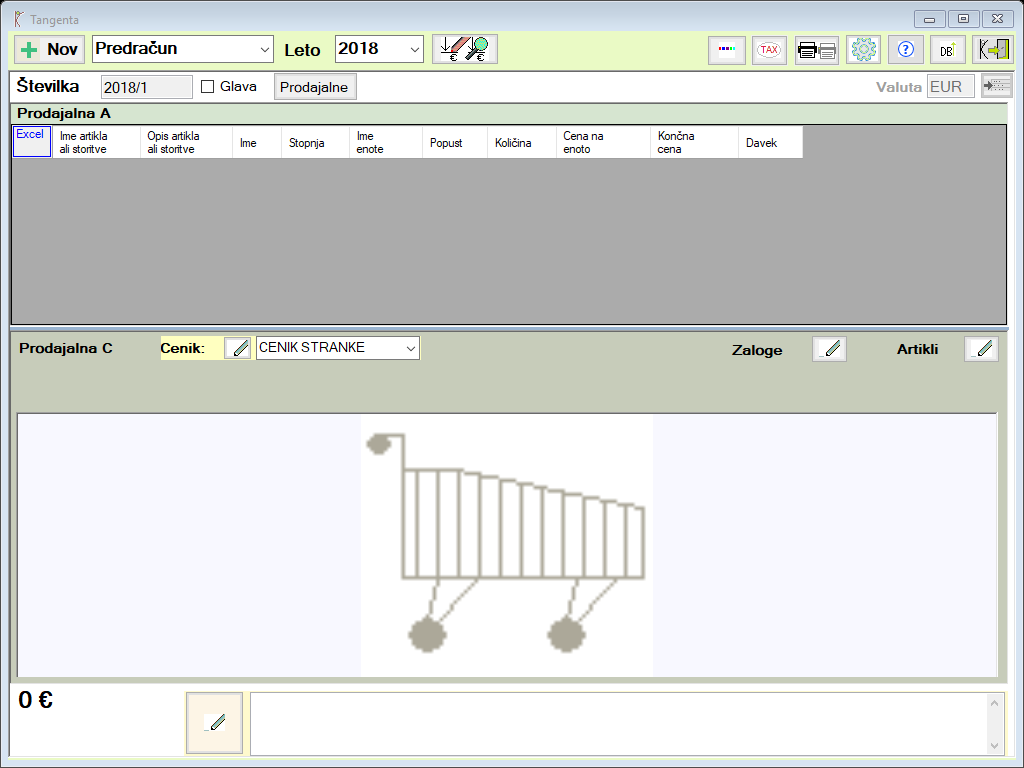 Tangenta
Nov Predračun Leto 2018 TAX DB
Številka 2018/1 Glava Prodajalne Valuta EUR
Prodajalna A
Excel
Ime artikla
ali storitve
Opis artikla
ali storitve
Ime
Stopnja
Ime
enote
Popust
Količina
Cena na
enoto
Končna
cena
Davek
Prodajalna C Cenik: CENIK STRANKE Zaloge Artikli
0 €